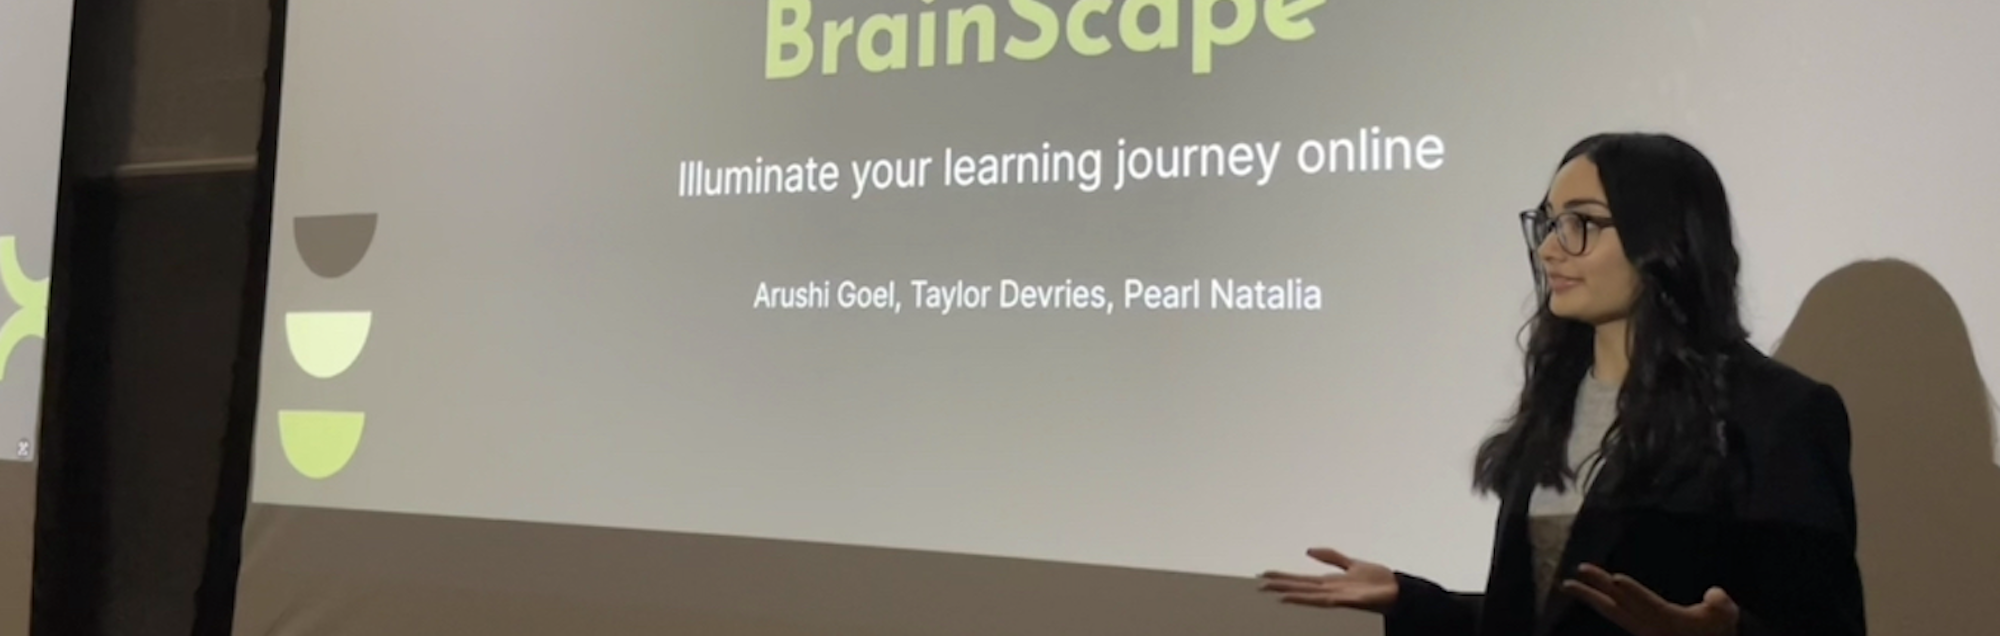 BrainScape
Illuminate your learning journey online
Arushi Goel, Taylor Devries, Pearl Natalia